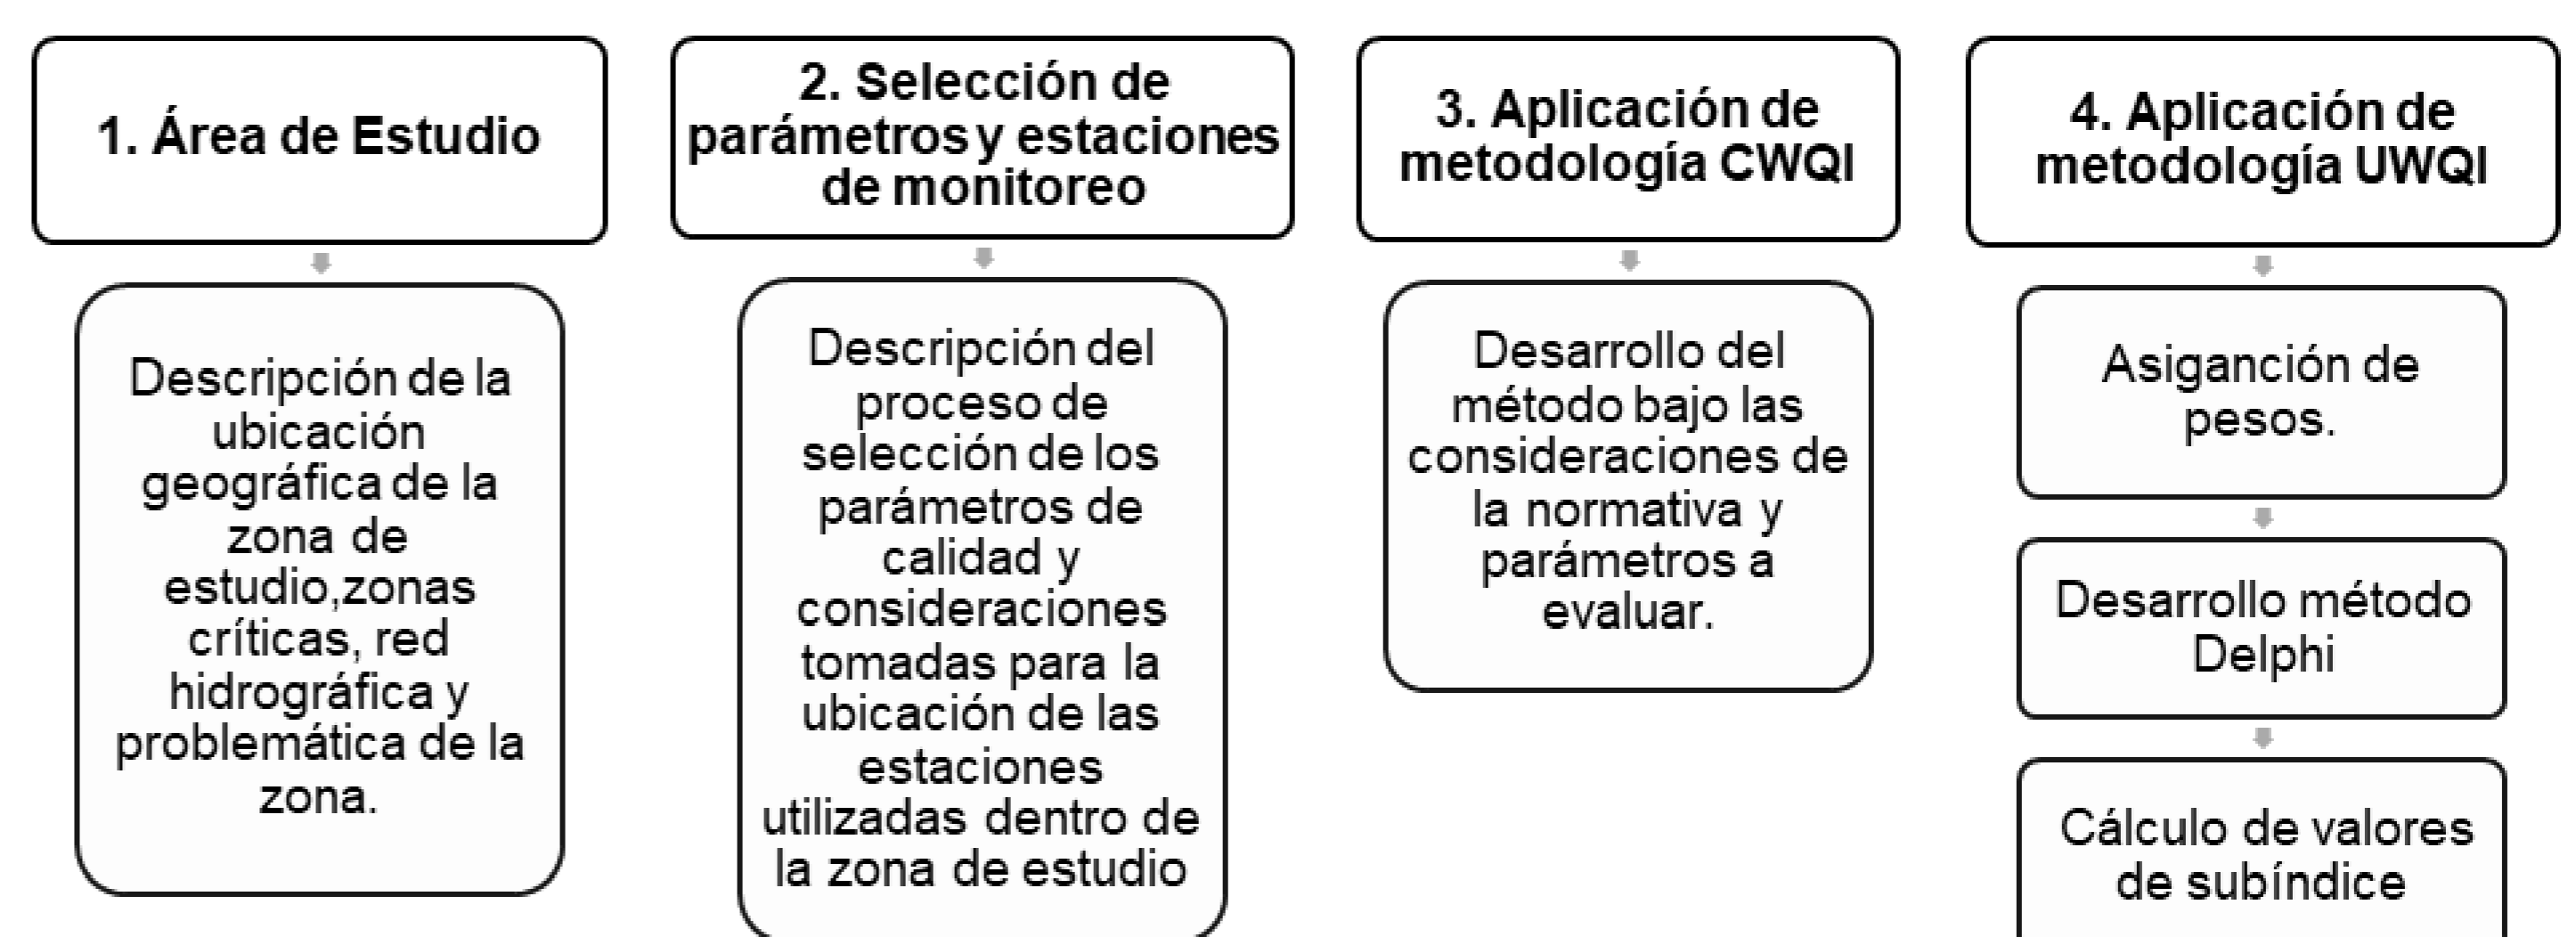 1. Área de Estudio
Descripción de la
ubicación
geográfica de la
zona de
estudio,zonas
críticas, red
hidrográfica y
problemática de la
zona.
2. Selección de
parámetros y estaciones
de monitoreo
Descripción del
proceso de
selección de los
parámetros de
calidad y
consideraciones
tomadas para la
ubicación de las
estaciones
utilizadas dentro de
la zona de estudio
3. Aplicación de
metodología CWQI
Desarrollo del
método bajo las
consideraciones de
la normativa y
parámetros a
evaluar.
4. Aplicación de
metodología UWQI
Asiganción de
pesos.
Desarrollo método
Delphi
Cálculo de valores
de subíndice